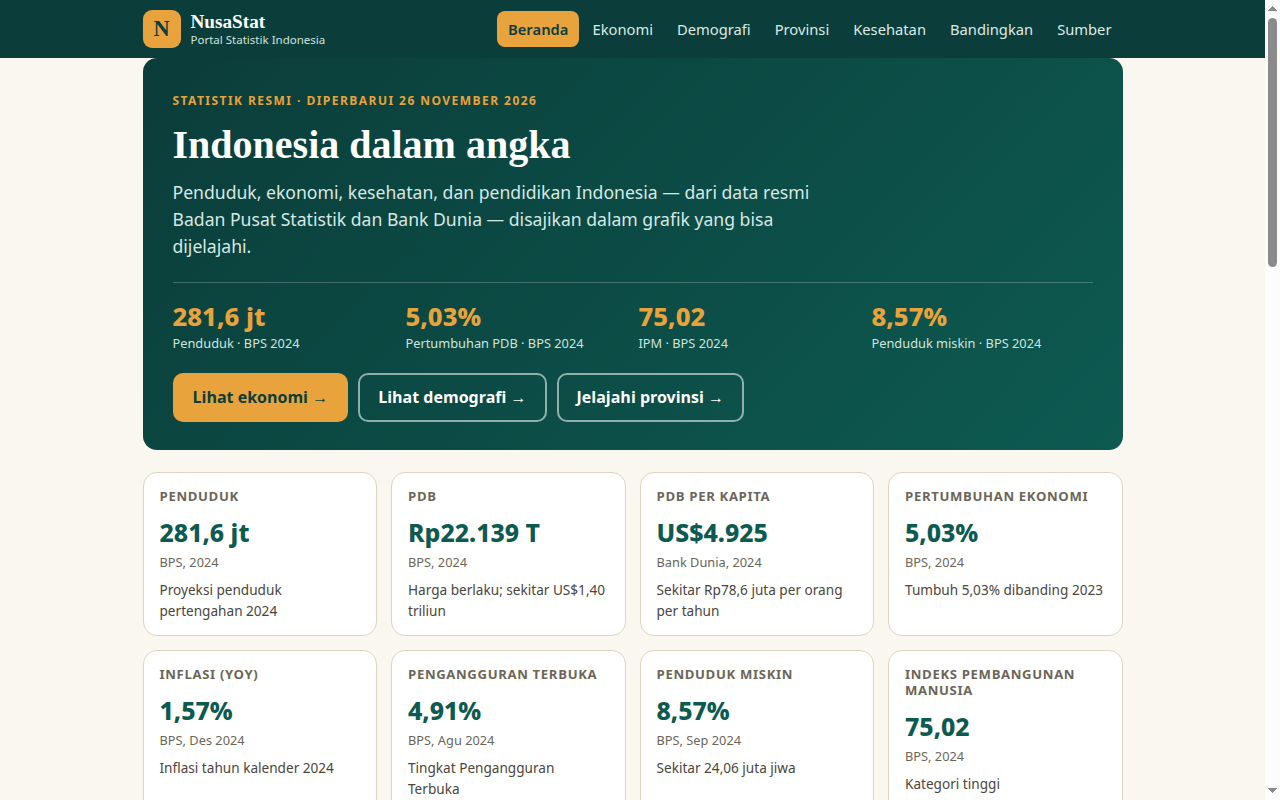 N
NusaStat
Portal Statistik Indonesia
Beranda
Ekonomi
Demografi
Provinsi
Kesehatan
Bandingkan
Sumber
STATISTIK RESMI · DIPERBARUI 26 NOVEMBER 2026
Indonesia dalam angka
Penduduk, ekonomi, kesehatan, dan pendidikan Indonesia — dari data resmi
Badan Pusat Statistik dan Bank Dunia — disajikan dalam grafik yang bisa
dijelajahi.
281,6 jt
Penduduk · BPS 2024
5,03%
Pertumbuhan PDB · BPS 2024
75,02
IPM · BPS 2024
8,57%
Penduduk miskin · BPS 2024
Lihat ekonomi →
Lihat demografi →
Jelajahi provinsi →
PENDUDUK
281,6 jt
BPS, 2024
Proyeksi penduduk
pertengahan 2024
PDB
Rp22.139 T
BPS, 2024
Harga berlaku; sekitar US$1,40
triliun
PDB PER KAPITA
US$4.925
Bank Dunia, 2024
Sekitar Rp78,6 juta per orang
per tahun
PERTUMBUHAN EKONOMI
5,03%
BPS, 2024
Tumbuh 5,03% dibanding 2023
INFLASI (YOY)
1,57%
BPS, Des 2024
Inflasi tahun kalender 2024
PENGANGGURAN TERBUKA
4,91%
BPS, Agu 2024
Tingkat Pengangguran
Terbuka
PENDUDUK MISKIN
8,57%
BPS, Sep 2024
Sekitar 24,06 juta jiwa
INDEKS PEMBANGUNAN
MANUSIA
75,02
BPS, 2024
Kategori tinggi